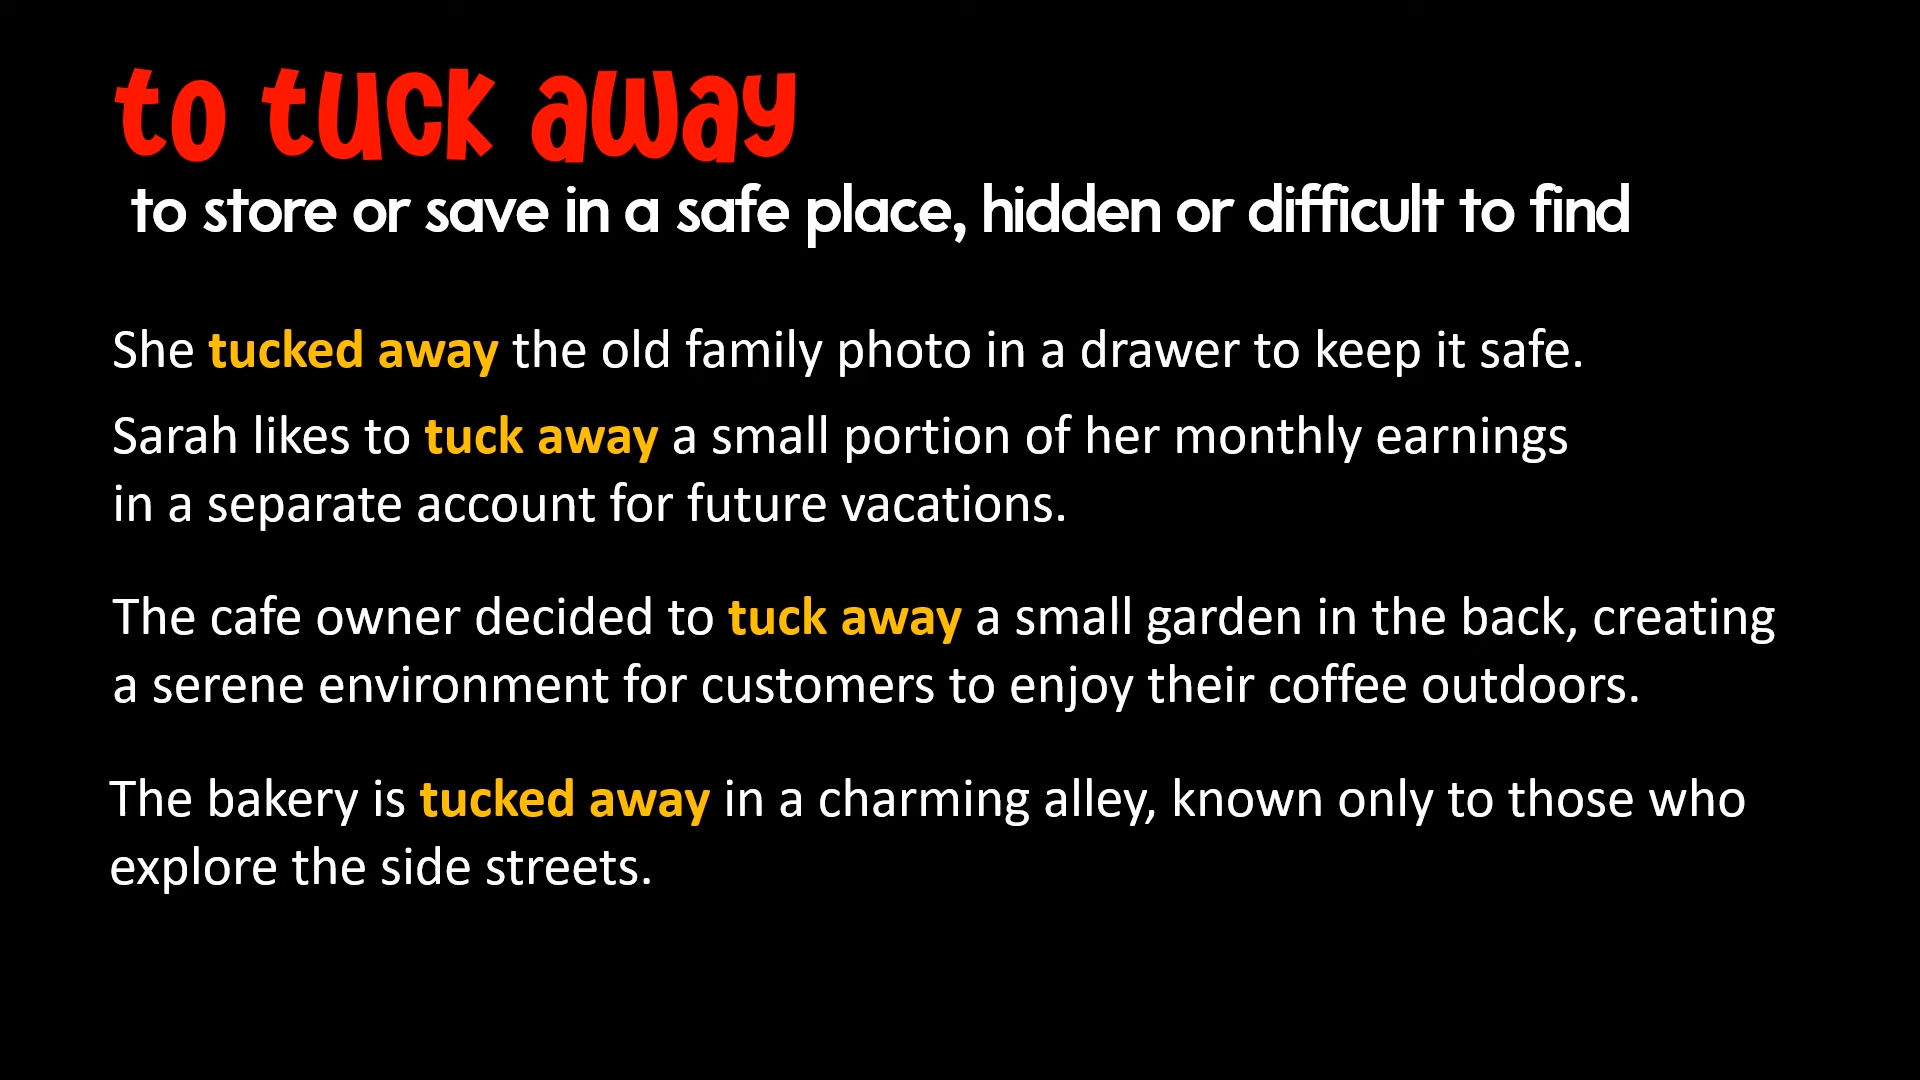 to tuck away
to store or save in a safe place, hidden or difficult to find
She tucked away the old family photo in a drawer to keep it safe.
Sarah likes to tuck away a small portion of her monthly earnings
in a separate account for future vacations.
The cafe owner decided to tuck away a small garden in the back, creating
a serene environment for customers to enjoy their coffee outdoors.
The bakery is tucked away in a charming alley, known only to those who
explore the side streets.